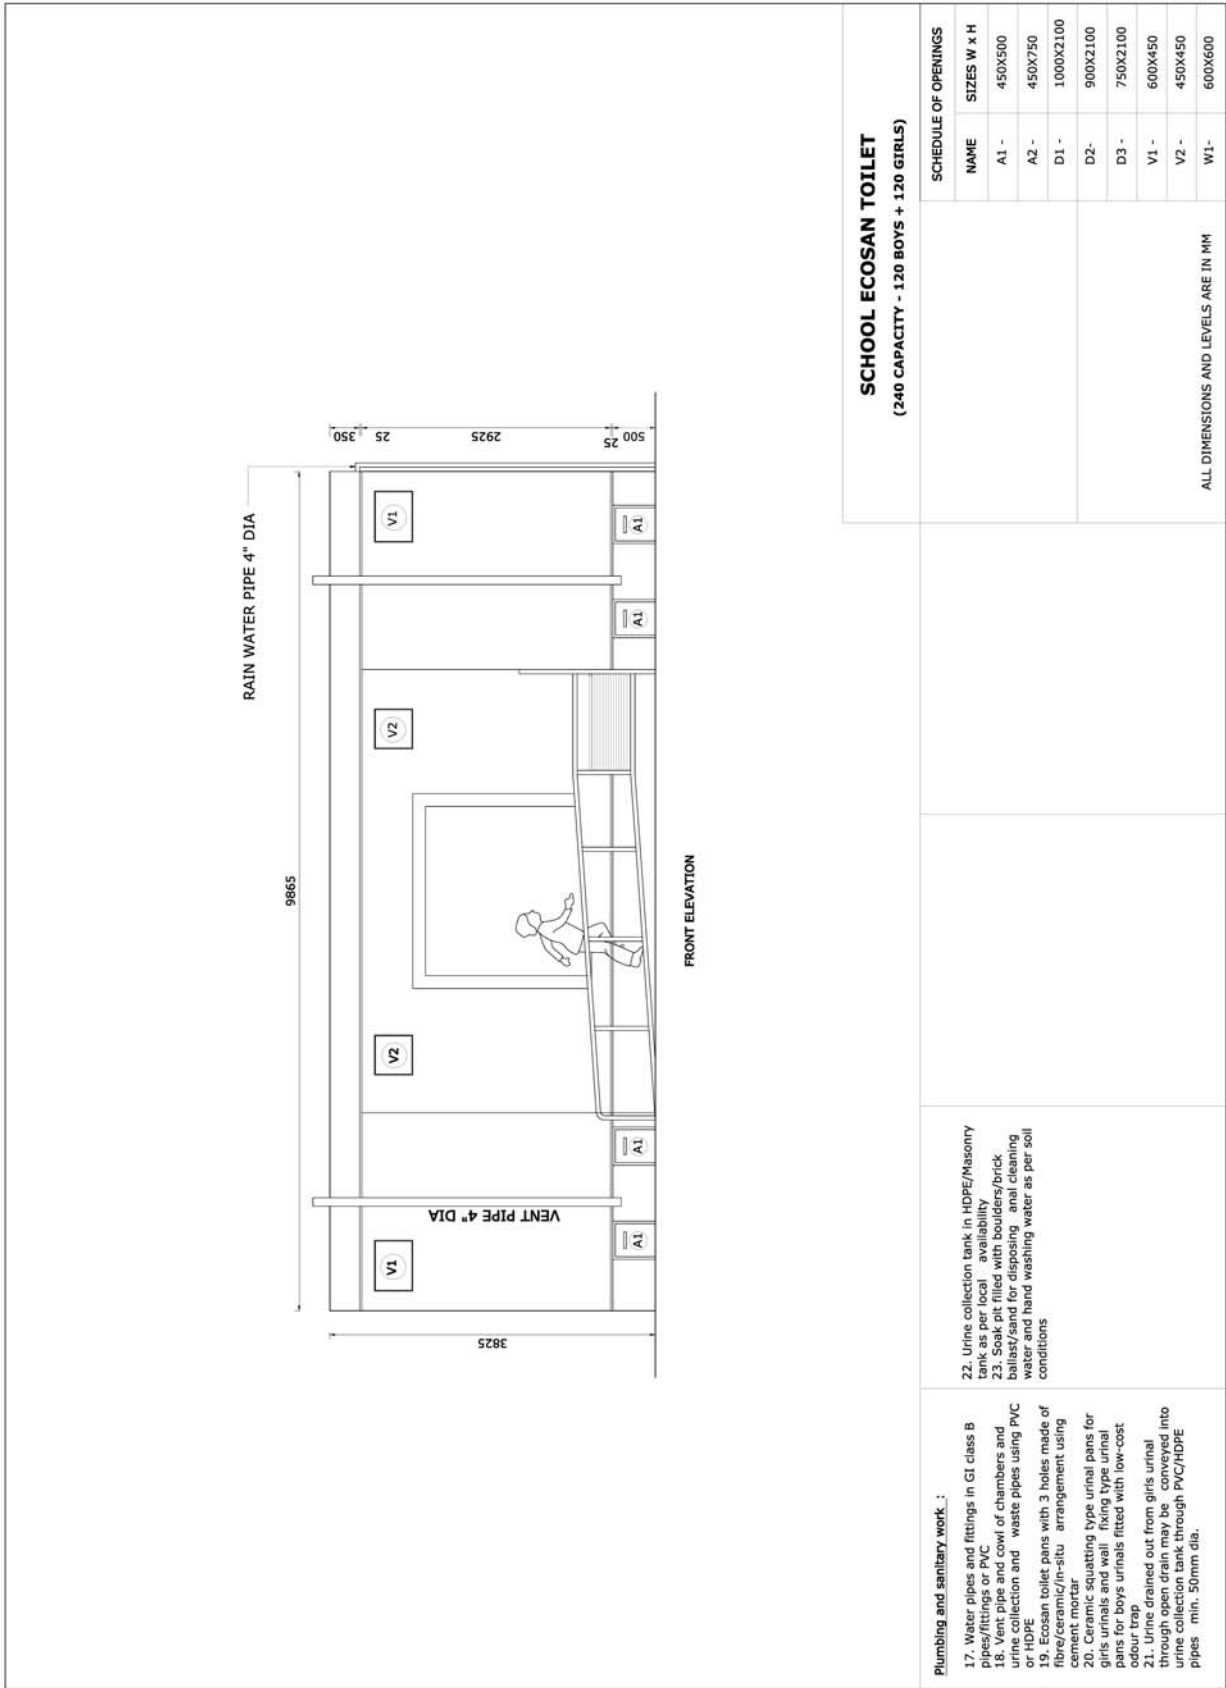 RAIN WATER PIPE 4" DIA
9865
350
25
2925
25
500
3825
V1
V2
V2
V1
VENT PIPE 4" DIA
A1
A1
A1
A1
FRONT ELEVATION
SCHOOL ECOSAN TOILET
(240 CAPACITY - 120 BOYS + 120 GIRLS)
Plumbing and sanitary work :
17. Water pipes and fittings in GI class B
pipes/fittings or PVC
18. Vent pipe and cowl of chambers and
urine collection and waste pipes using PVC
or HDPE
19. Ecosan toilet pans with 3 holes made of
fibre/ceramic/in-situ arrangement using
cement mortar
20. Ceramic squatting type urinal pans for
girls urinals and wall fixing type urinal
pans for boys urinals fitted with low-cost
odour trap
21. Urine drained out from girls urinal
through open drain may be conveyed into
urine collection tank through PVC/HDPE
pipes min. 50mm dia.
22. Urine collection tank in HDPE/Masonry
tank as per local availability
23. Soak pit filled with boulders/brick
ballast/sand for disposing anal cleaning
water and hand washing water as per soil
conditions
ALL DIMENSIONS AND LEVELS ARE IN MM
SCHEDULE OF OPENINGS
NAME SIZES W x H
A1 - 450X500
A2 - 450X750
D1 - 1000X2100
D2- 900X2100
D3 - 750X2100
V1 - 600X450
V2 - 450X450
W1- 600X600